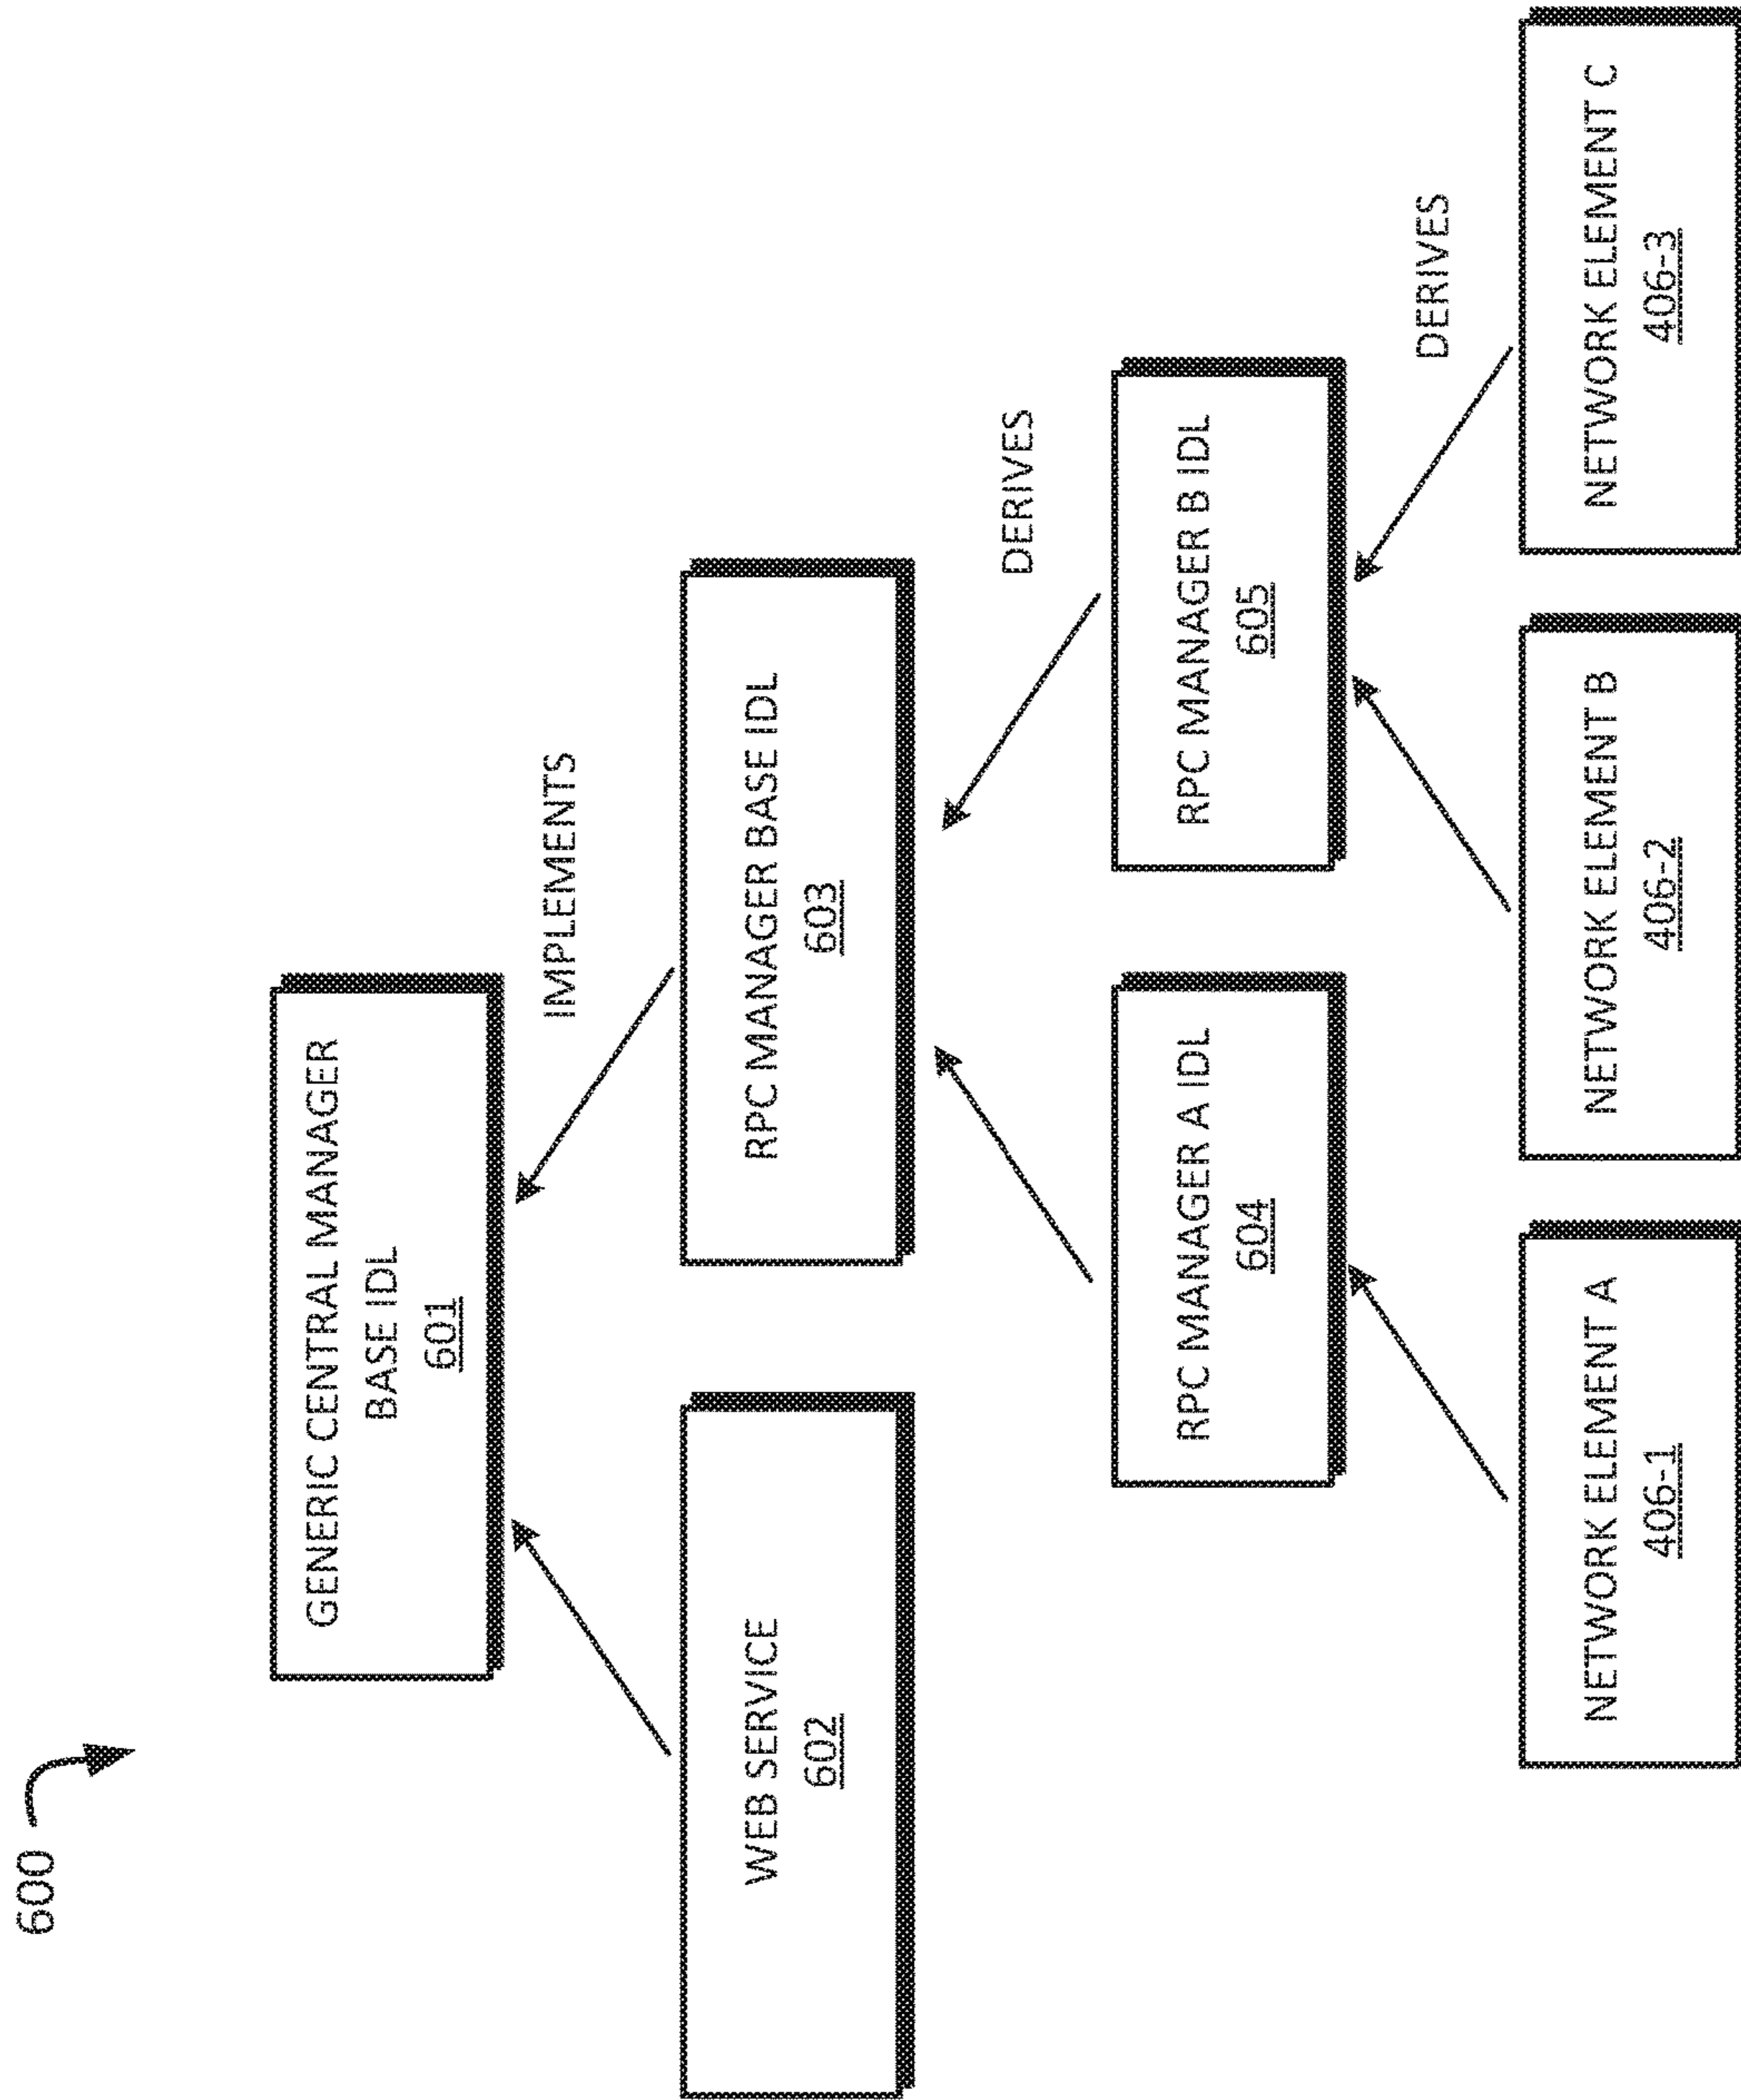 600
GENERIC CENTRAL MANAGER
BASE IDL
601
IMPLEMENTS
WEB SERVICE
602
RPC MANAGER BASE IDL
603
DERIVES
RPC MANAGER A IDL
604
RPC MANAGER B IDL
605
DERIVES
NETWORK ELEMENT A
406-1
NETWORK ELEMENT B
406-2
NETWORK ELEMENT C
406-3